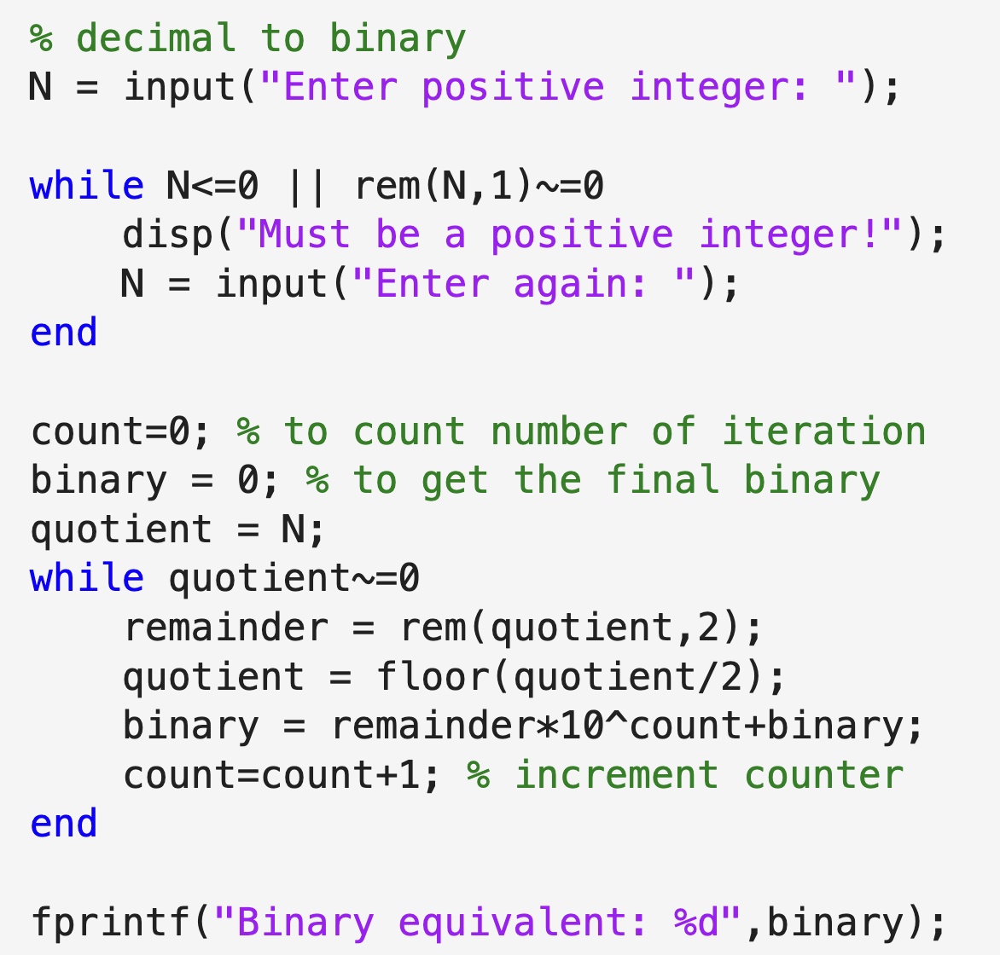 % decimal to binary
N = input("Enter positive integer: ");
while N<=0 || rem(N,1)~=0
    disp("Must be a positive integer!");
    N = input("Enter again: ");
end
count=0; % to count number of iteration
binary = 0; % to get the final binary
quotient = N;
while quotient~=0
    remainder = rem(quotient,2);
    quotient = floor(quotient/2);
    binary = remainder*10^count+binary;
    count=count+1; % increment counter
end
fprintf("Binary equivalent: %d",binary);